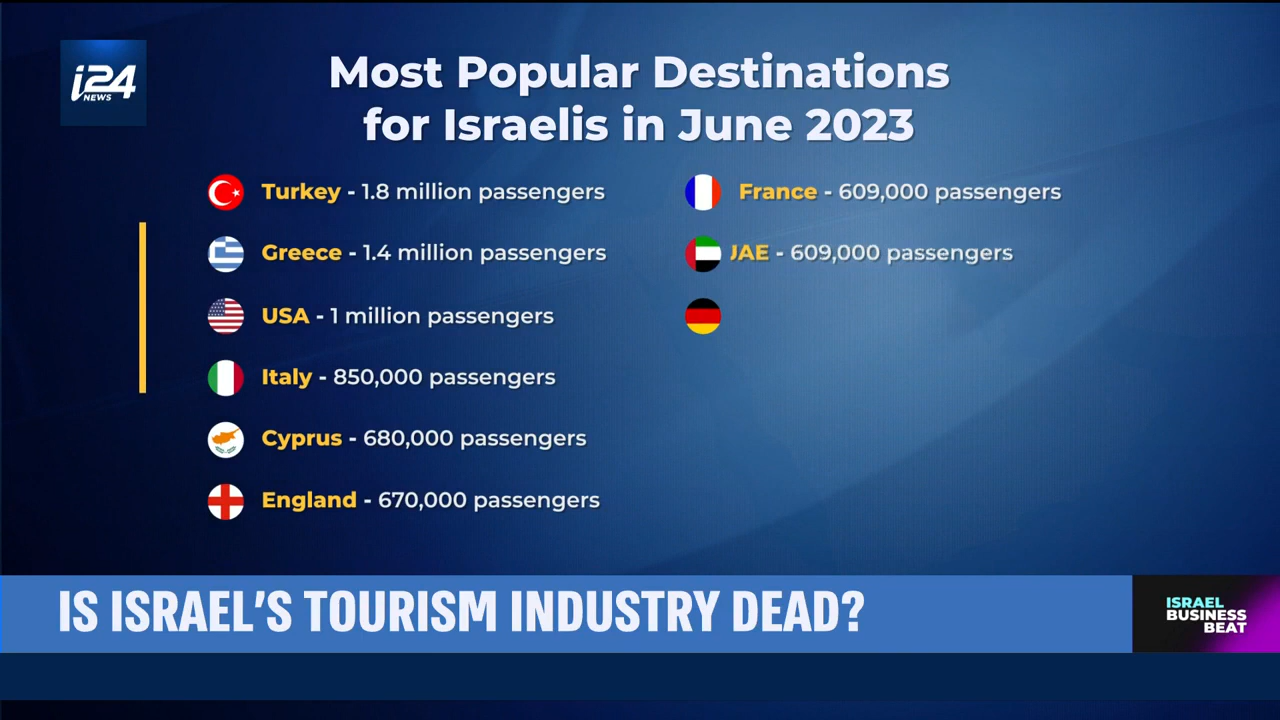 i24
NEWS
Most Popular Destinations
for Israelis in June 2023
Turkey - 1.8 million passengers
Greece - 1.4 million passengers
USA - 1 million passengers
Italy - 850,000 passengers
Cyprus - 680,000 passengers
England - 670,000 passengers
France - 609,000 passengers
JAE - 609,000 passengers
IS ISRAEL'S TOURISM INDUSTRY DEAD?
ISRAEL
BUSINESS
BEAT